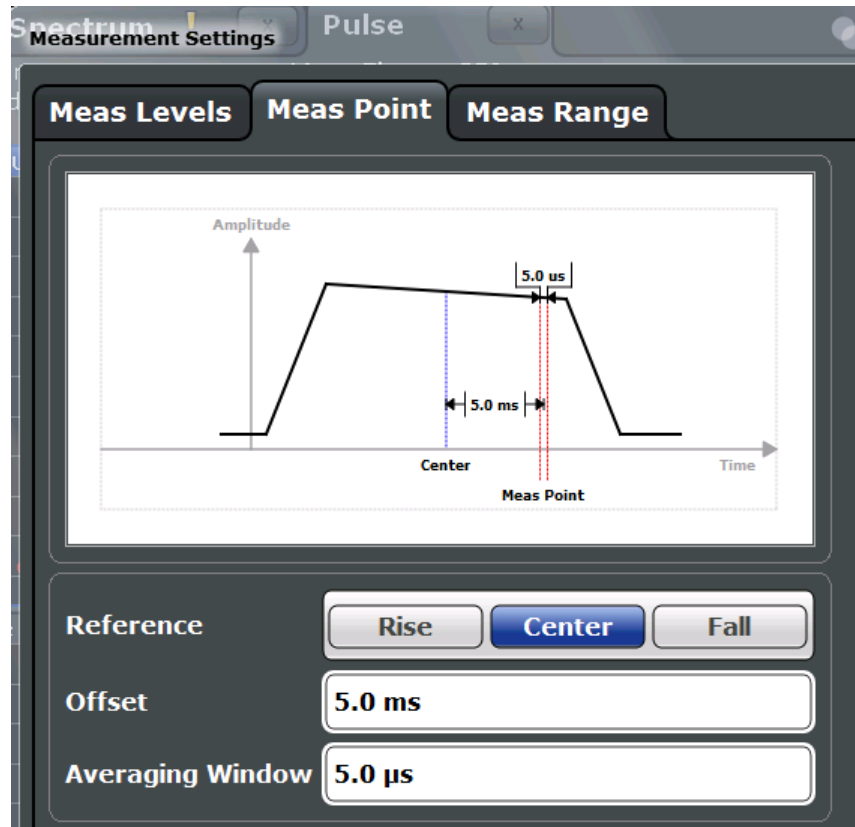 Spectrum ! x Pulse x
Measurement Settings
Meas Levels Meas Point Meas Range
Amplitude
5.0 us
5.0 ms
Center Time
Meas Point
Reference Rise Center Fall
Offset 5.0 ms
Averaging Window 5.0 µs